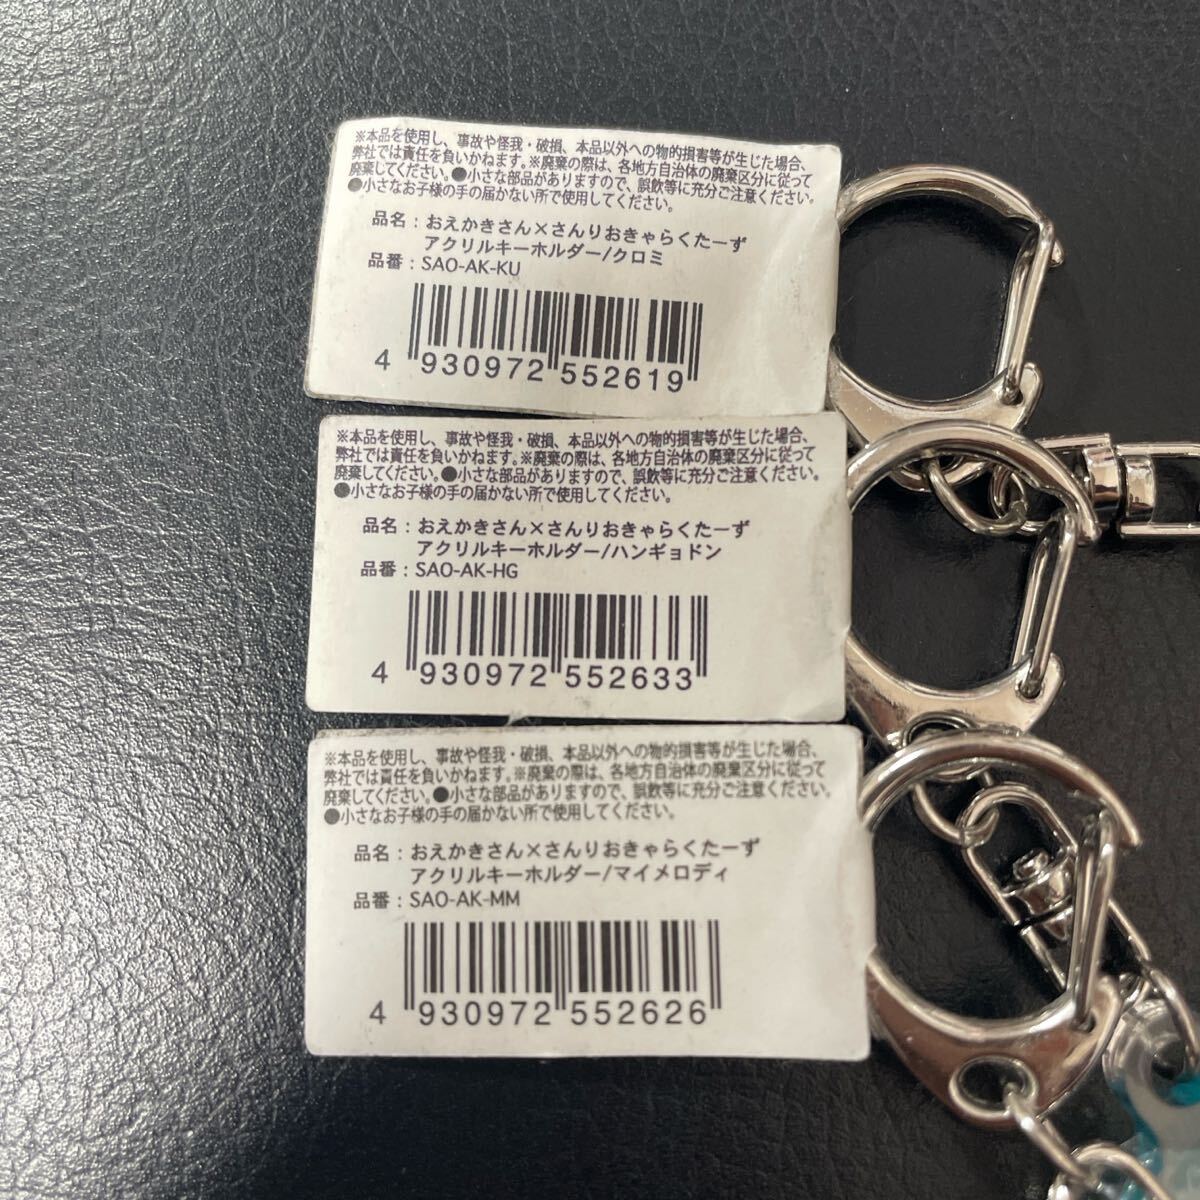 ※本品を使用し、事故や怪我・破損、本品以外への物的損害等が生じた場合、
弊社では責任を負いかねます。※廃棄の際は、各地方自治体の廃棄区分に従って
廃棄してください。●小さな部品がありますので、誤飲等に充分ご注意ください。
●小さなお子様の手の届かない所で使用してください。
品名：おえかきさん×さんりおきゃらくたーず
アクリルキーホルダー/クロミ
品番：SAO-AK-KU
4 930972 552619
※本品を使用し、事故や怪我・破損、本品以外への物的損害等が生じた場合、
弊社では責任を負いかねます。※廃棄の際は、各地方自治体の廃棄区分に従って
廃棄してください。●小さな部品がありますので、誤飲等に充分ご注意ください。
●小さなお子様の手の届かない所で使用してください。
品名：おえかきさん×さんりおきゃらくたーず
アクリルキーホルダー/ハンギョドン
品番：SAO-AK-HG
4 930972 552633
※本品を使用し、事故や怪我・破損、本品以外への物的損害等が生じた場合、
弊社では責任を負いかねます。※廃棄の際は、各地方自治体の廃棄区分に従って
廃棄してください。●小さな部品がありますので、誤飲等に充分ご注意ください。
●小さなお子様の手の届かない所で使用してください。
品名：おえかきさん×さんりおきゃらくたーず
アクリルキーホルダー/マイメロディ
品番：SAO-AK-MM
4 930972 552626